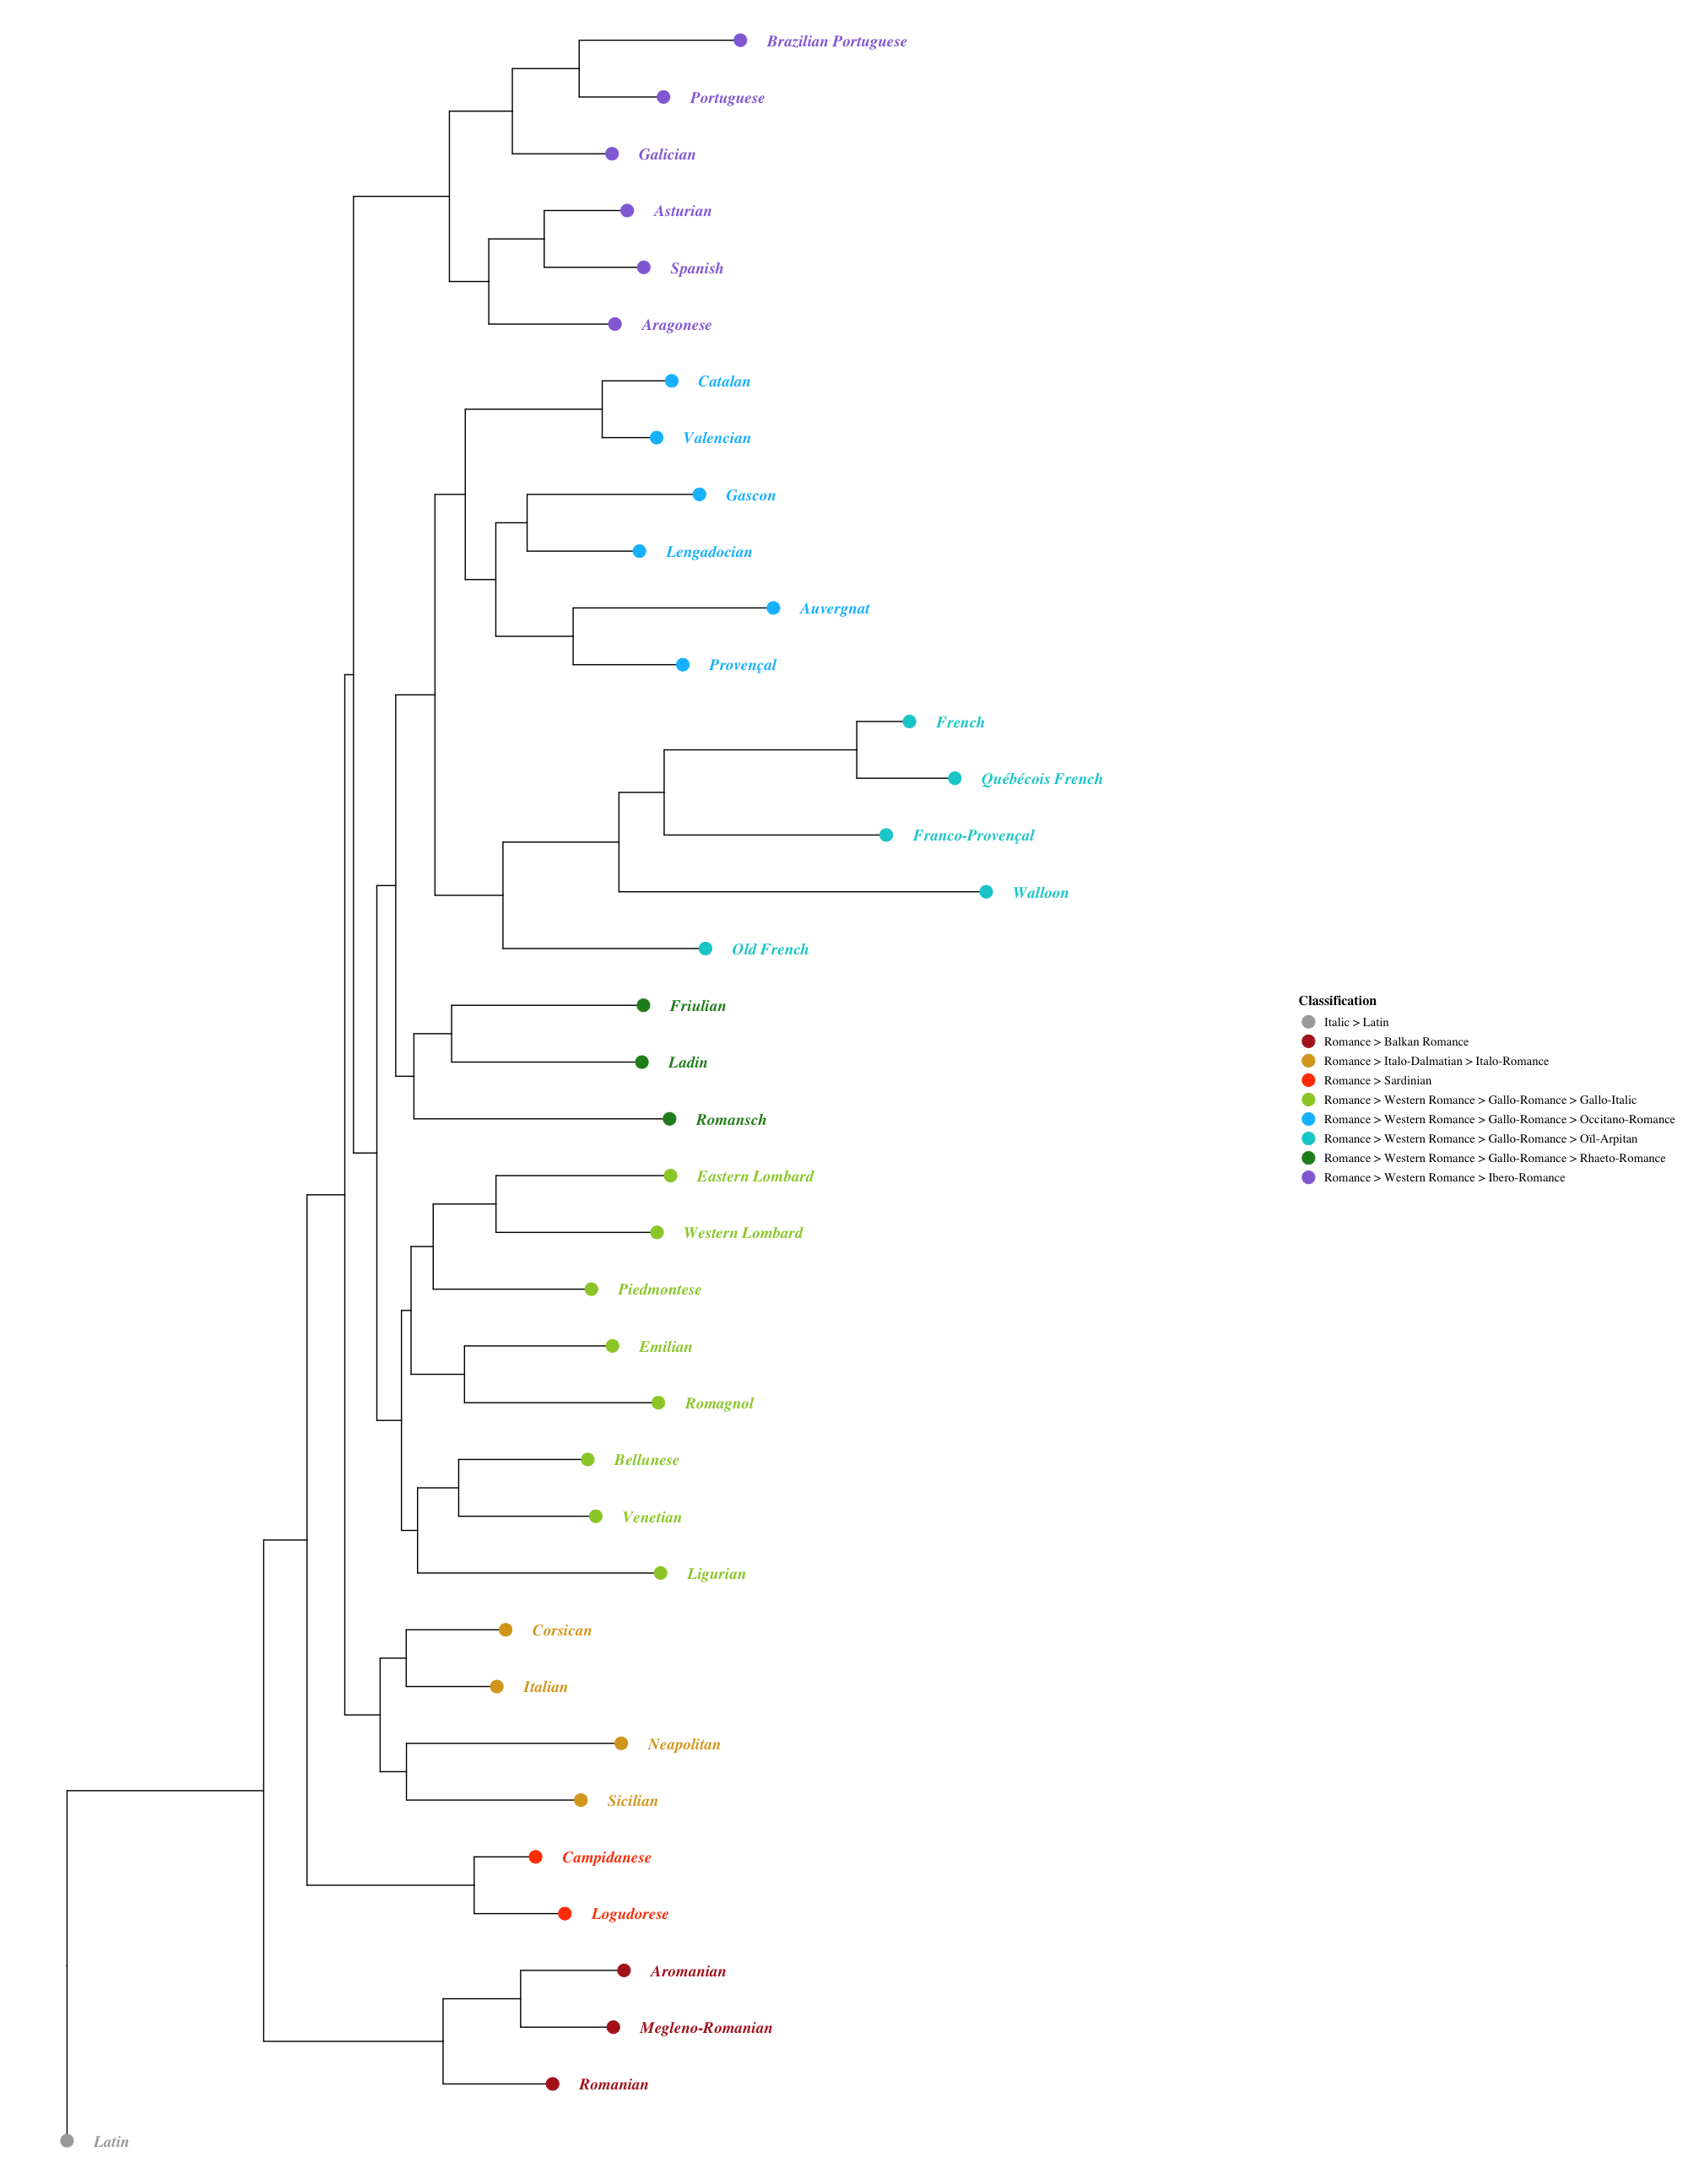 Brazilian Portuguese
Portuguese
Galician
Asturian
Spanish
Aragonese
Catalan
Valencian
Gascon
Lengadocian
Auvergnat
Provençal
French
Québécois French
Franco-Provençal
Walloon
Old French
Friulian
Ladin
Romansch
Eastern Lombard
Western Lombard
Piedmontese
Emilian
Romagnol
Bellunese
Venetian
Ligurian
Corsican
Italian
Neapolitan
Sicilian
Campidanese
Logudorese
Aromanian
Megleno-Romanian
Romanian
Latin
Classification
Italic > Latin
Romance > Balkan Romance
Romance > Italo-Dalmatian > Italo-Romance
Romance > Sardinian
Romance > Western Romance > Gallo-Romance > Gallo-Italic
Romance > Western Romance > Gallo-Romance > Occitano-Romance
Romance > Western Romance > Gallo-Romance > Oïl-Arpitan
Romance > Western Romance > Gallo-Romance > Rhaeto-Romance
Romance > Western Romance > Ibero-Romance